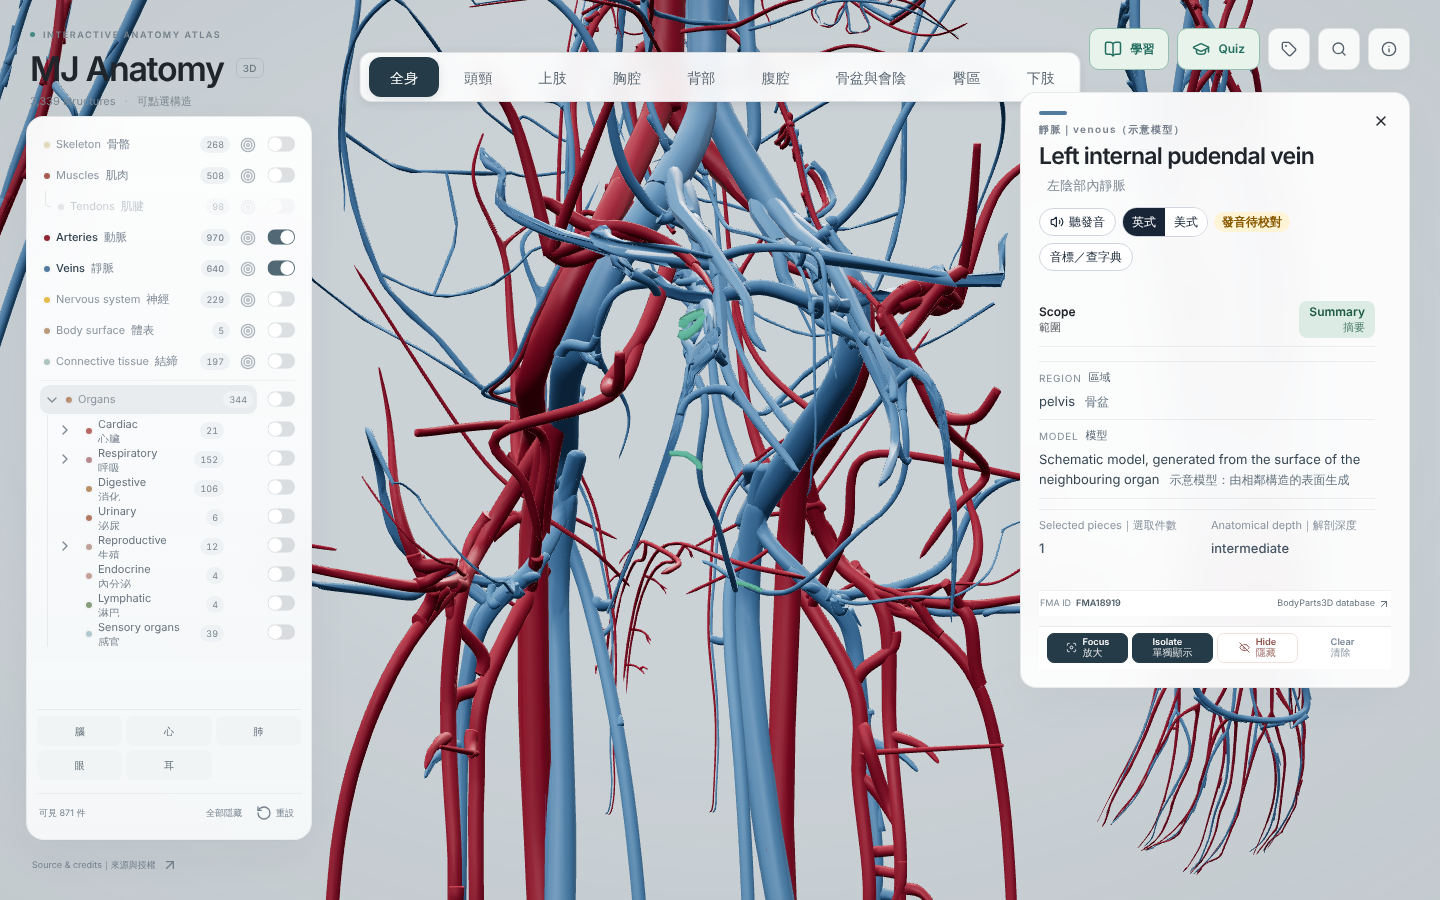 INTERACTIVE ANATOMY ATLAS
MJ Anatomy 3D
2,339 structures · 可點選構造
全身 頭頸 上肢 胸腔 背部 腹腔 骨盆與會陰 臀區 下肢
學習 Quiz
Skeleton 骨骼 268
Muscles 肌肉 508
Tendons 肌腱 98
Arteries 動脈 970
Veins 靜脈 640
Nervous system 神經 229
Body surface 體表 5
Connective tissue 結締 197
Organs 344
Cardiac 21
心臟
Respiratory 152
呼吸
Digestive 106
消化
Urinary 6
泌尿
Reproductive 12
生殖
Endocrine 4
內分泌
Lymphatic 4
淋巴
Sensory organs 39
感官
腦 心 肺
眼 耳
可見 871 件 全部隱藏 重設
Source & credits | 來源與授權
靜脈 | venous (示意模型)
Left internal pudendal vein
左陰部內靜脈
聽發音 英式 美式 發音待校對
音標／查字典
Scope
範圍
Summary
摘要
REGION 區域
pelvis 骨盆
MODEL 模型
Schematic model, generated from the surface of the
neighbouring organ 示意模型：由相鄰構造的表面生成
Selected pieces | 選取件數 Anatomical depth | 解剖深度
1 intermediate
FMA ID FMA18919 BodyParts3D database
Focus
放大
Isolate
單獨顯示
Hide
隱藏
Clear
清除